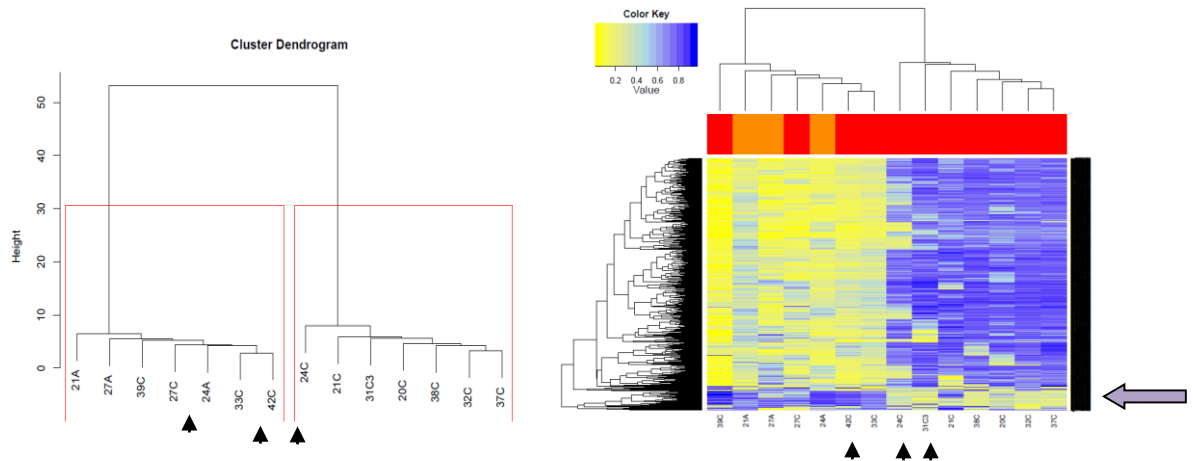 Cluster Dendrogram
Height
50
40
30
20
10
0
21A
27A
39C
27C
24A
33C
42C
24C
21C
31C3
20C
38C
32C
37C
Color Key
0.2 0.4 0.6 0.8
Value
39C
21A
27A
27C
24A
42C
33C
24C
31C3
21C
38C
20C
32C
37C